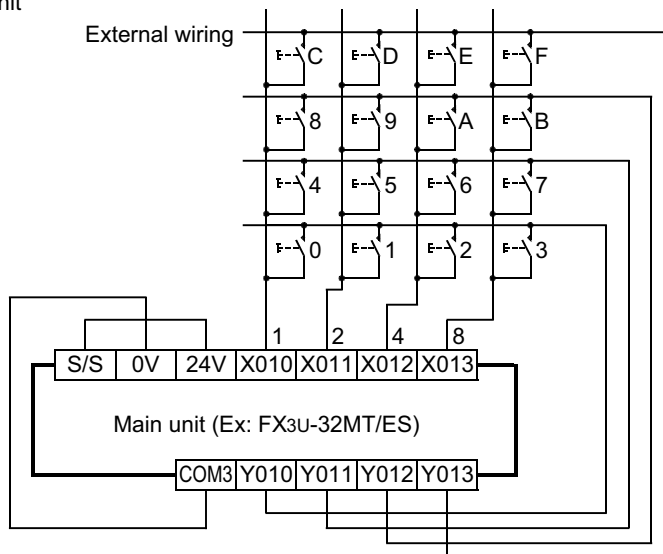 nit
External wiring
C D E F
8 9 A B
4 5 6 7
0 1 2 3
1 2 4 8
S/S 0V 24V X010 X011 X012 X013
Main unit (Ex: FX3U-32MT/ES)
COM3 Y010 Y011 Y012 Y013